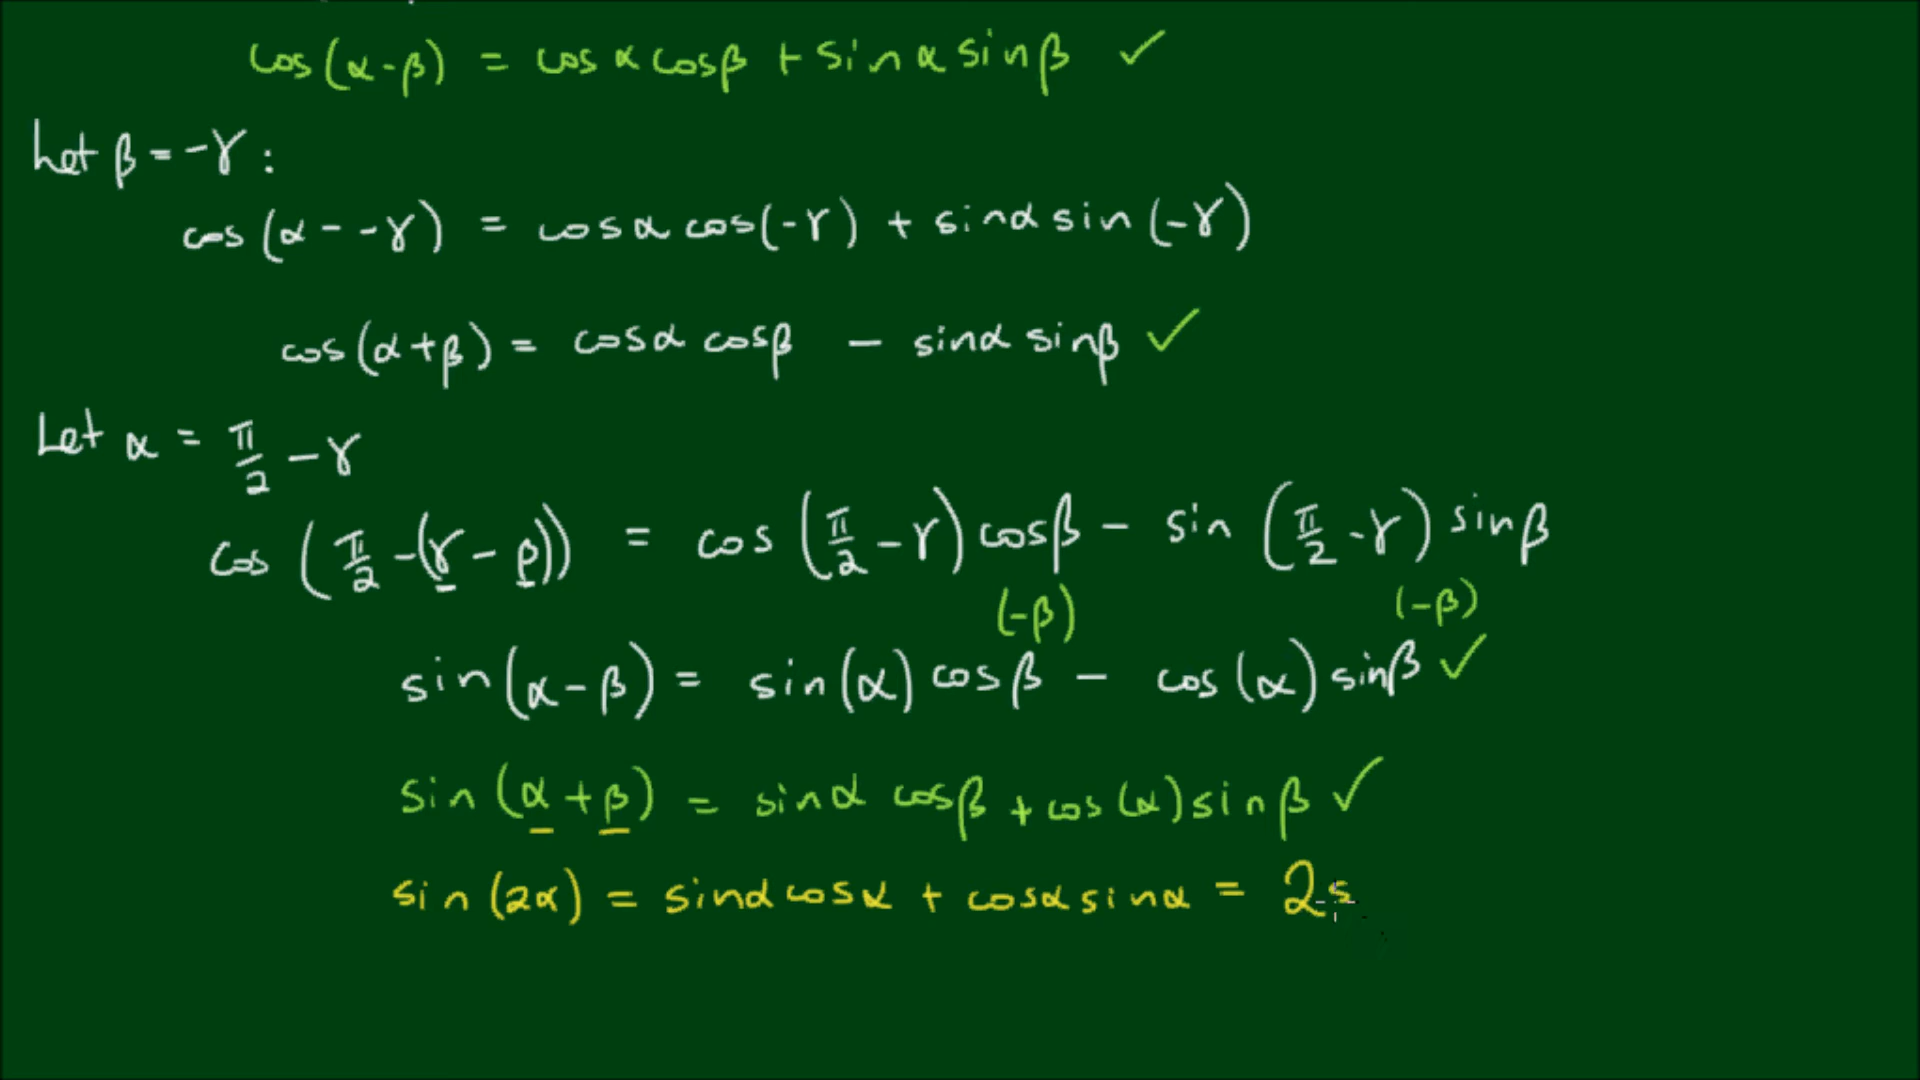 cos(α-β) = cosα cosβ + sinα sinβ ✓
Let β = -γ :
cos(α--γ) = cosα cos(-γ) + sinα sin(-γ)
cos(α+β) = cosα cosβ - sinα sinβ ✓
Let α = π/2 - γ
cos(π/2 -(γ-β)) = cos(π/2 - γ) cosβ - sin(π/2 - γ) sinβ
(-β) (-β)
sin(α-β) = sin(α) cosβ - cos(α) sinβ ✓
sin(α+β) = sinα cosβ + cos(α) sinβ ✓
sin(2α) = sinα cosα + cosα sinα = 2s